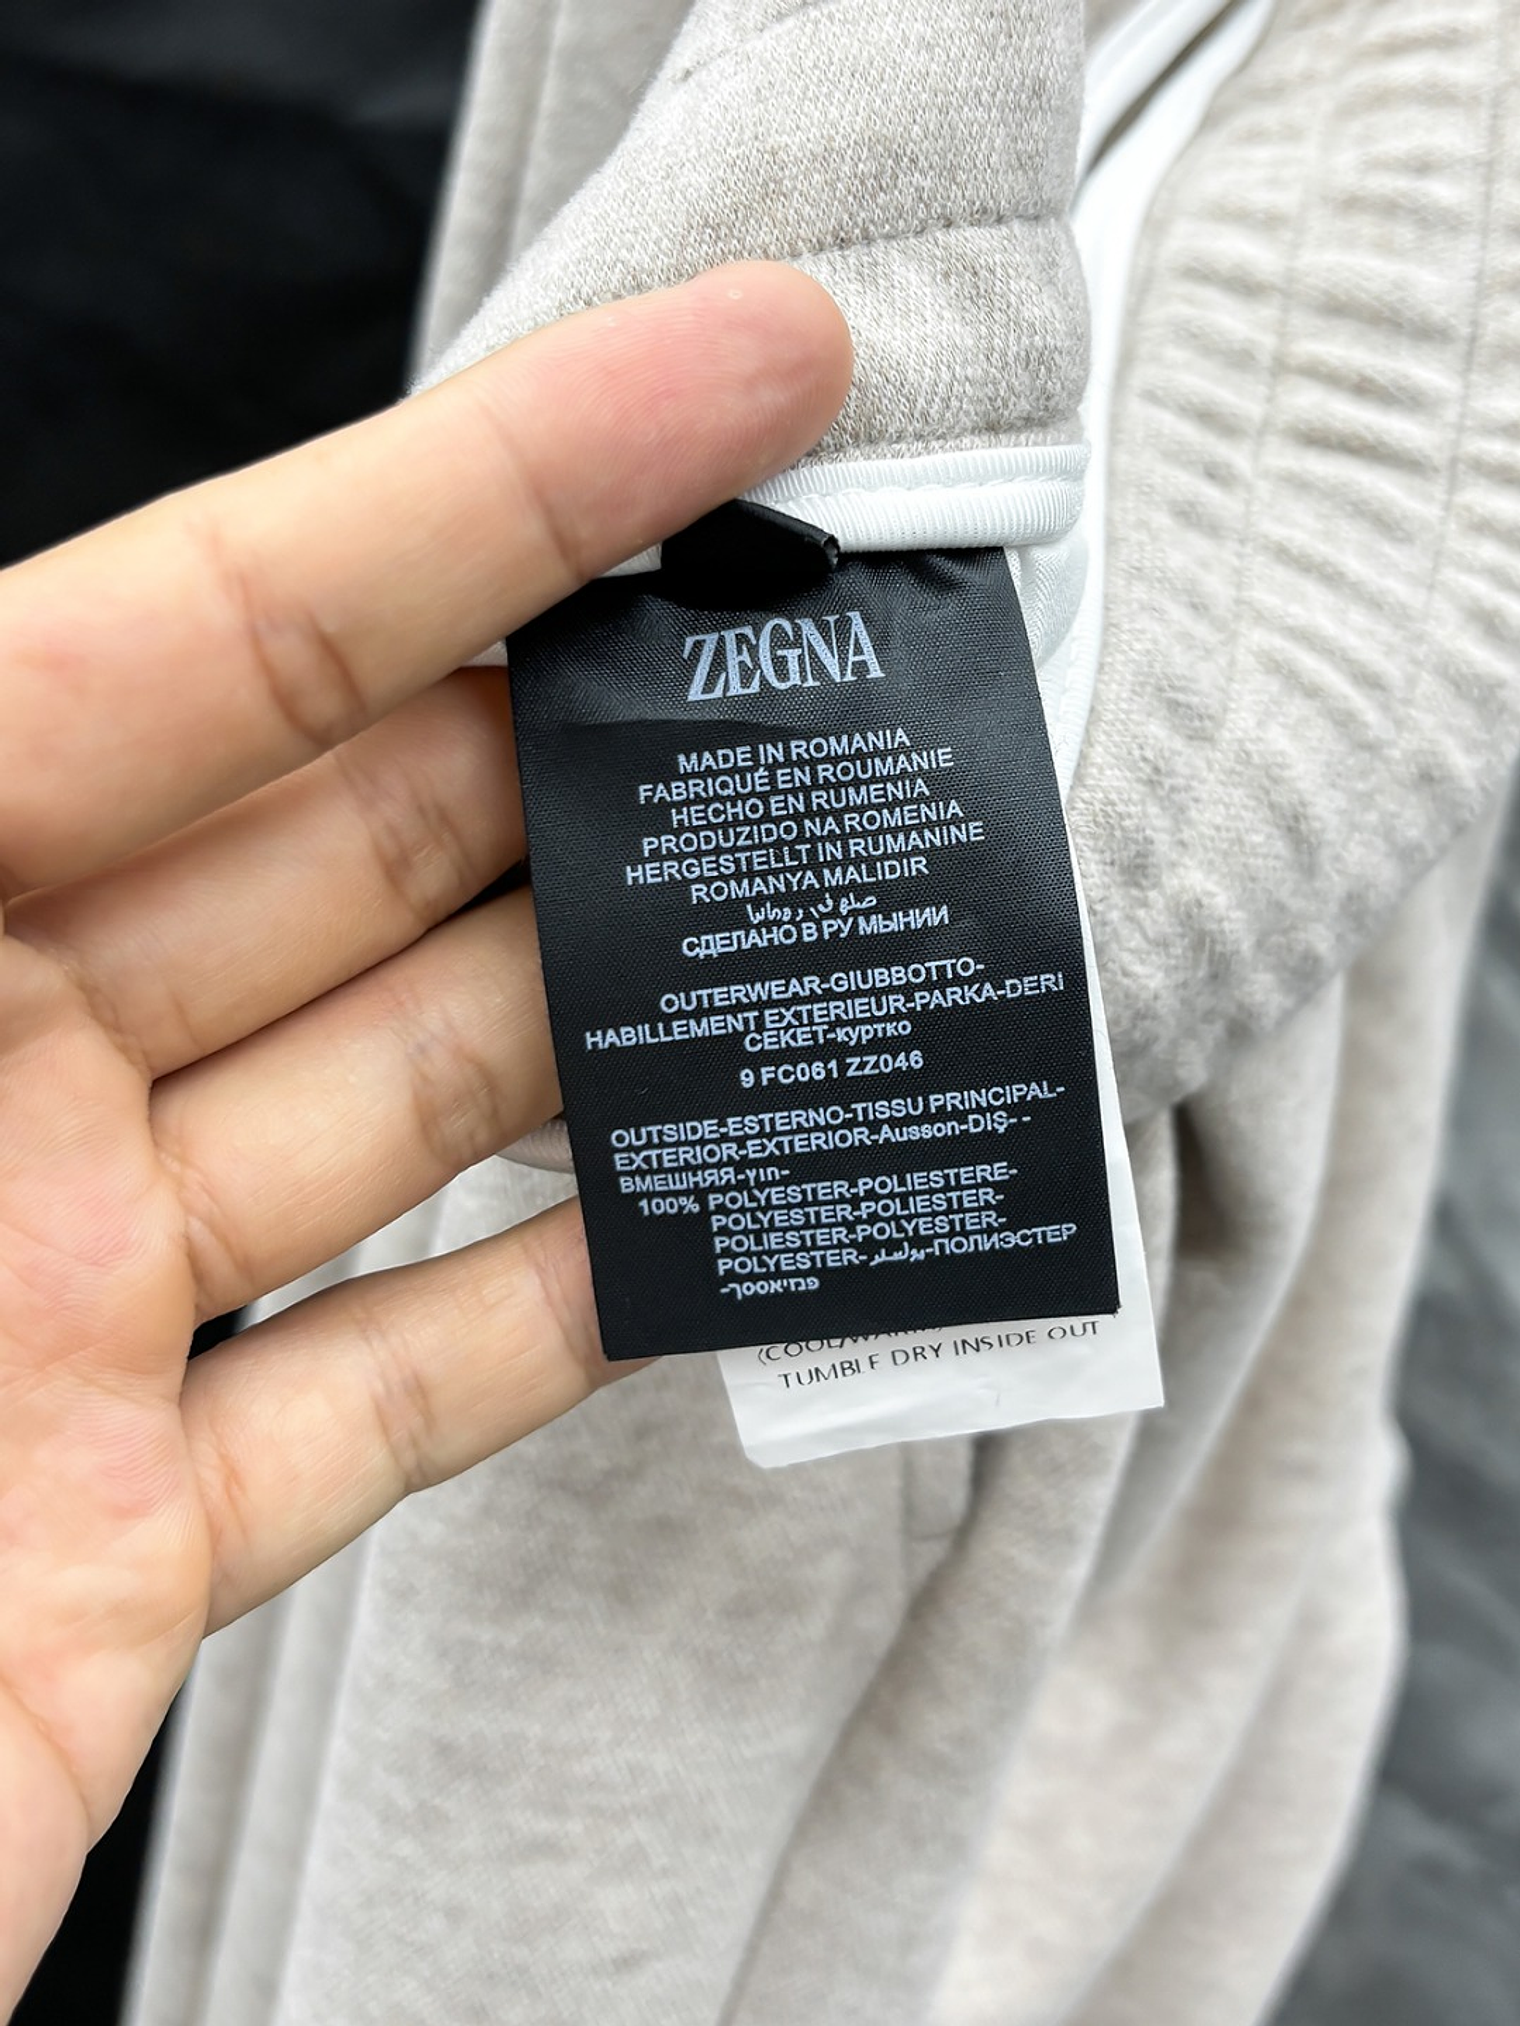 ZEGNA
MADE IN ROMANIA
FABRIQUÉ EN ROUMANIE
HECHO EN RUMENIA
PRODUZIDO NA ROMENIA
HERGESTELLT IN RUMANINE
ROMANYA MALIDIR
СДЕЛАНО В РУ МЫНИИ
OUTERWEAR-GIUBBOTTO-
HABILLEMENT EXTERIEUR-PARKA-DERİ
CEKET-куртко
9 FC061 ZZ046
OUTSIDE-ESTERNO-TISSU PRINCIPAL-
EXTERIOR-EXTERIOR-Ausson-DIŞ--
ВМЕШНЯЯ-γιп-
100% POLYESTER-POLIESTERE-
POLYESTER-POLIESTER-
POLIESTER-POLYESTER-
POLYESTER- -ПОЛИЭСТЕР
TUMBLE DRY INSIDE OUT